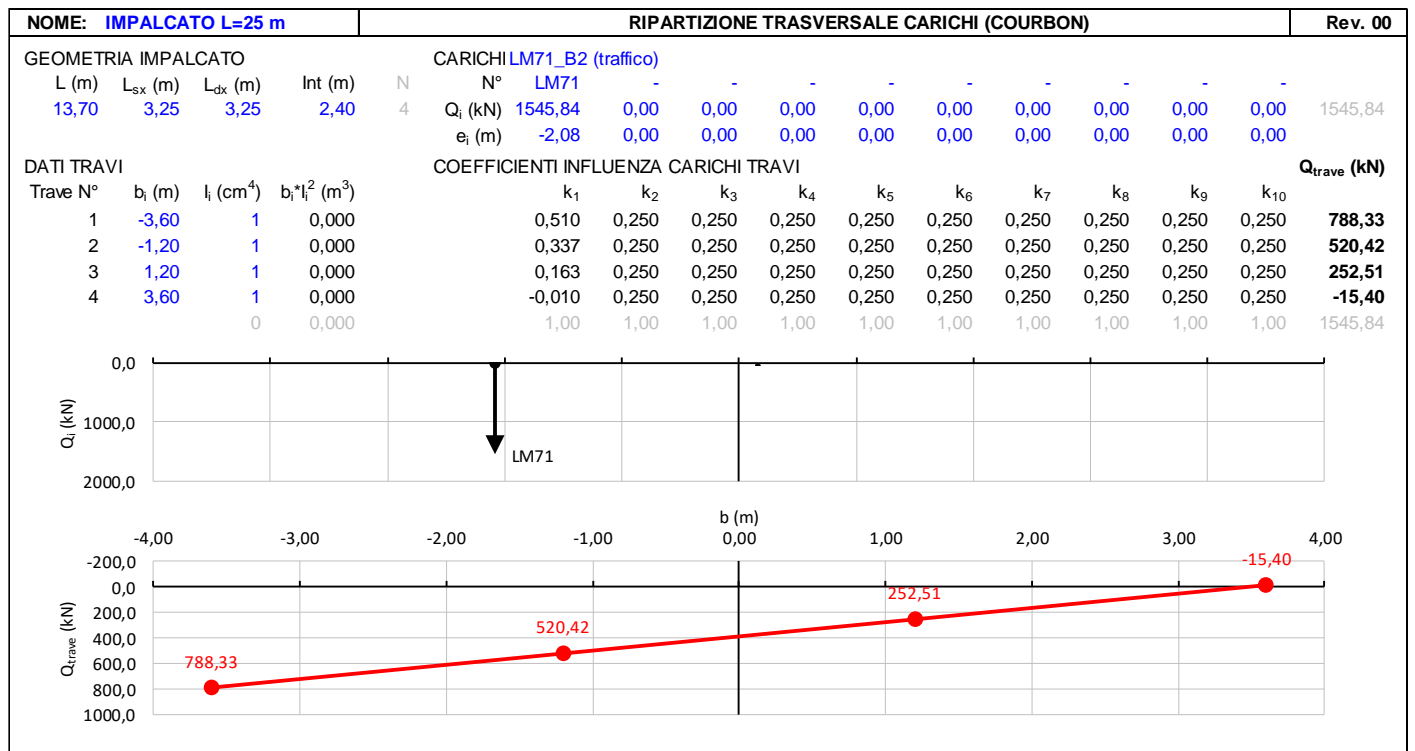 NOME: IMPALCATO L=25 m RIPARTIZIONE TRASVERSALE CARICHI (COURBON) Rev. 00
GEOMETRIA IMPALCATO CARICHI LM71_B2 (traffico)
L (m) Lsx (m) Ldx (m) Int (m) N N° LM71 - - - - - - - - -
13,70 3,25 3,25 2,40 4 Qi (kN) 1545,84 0,00 0,00 0,00 0,00 0,00 0,00 0,00 0,00 0,00 1545,84
ei (m) -2,08 0,00 0,00 0,00 0,00 0,00 0,00 0,00 0,00 0,00
DATI TRAVI COEFFICIENTI INFLUENZA CARICHI TRAVI Qtrave (kN)
Trave N° bi (m) Ii (cm⁴) bi*Ii² (m³) k1 k2 k3 k4 k5 k6 k7 k8 k9 k10
1 -3,60 1 0,000 0,510 0,250 0,250 0,250 0,250 0,250 0,250 0,250 0,250 0,250 788,33
2 -1,20 1 0,000 0,337 0,250 0,250 0,250 0,250 0,250 0,250 0,250 0,250 0,250 520,42
3 1,20 1 0,000 0,163 0,250 0,250 0,250 0,250 0,250 0,250 0,250 0,250 0,250 252,51
4 3,60 1 0,000 -0,010 0,250 0,250 0,250 0,250 0,250 0,250 0,250 0,250 0,250 -15,40
0 0,000 1,00 1,00 1,00 1,00 1,00 1,00 1,00 1,00 1,00 1,00 1545,84
0,0
1000,0
2000,0
Qi (kN)
LM71
b (m)
-4,00 -3,00 -2,00 -1,00 0,00 1,00 2,00 3,00 4,00
-200,0
0,0
200,0
400,0
600,0
800,0
1000,0
Qtrave (kN)
788,33
520,42
252,51
-15,40